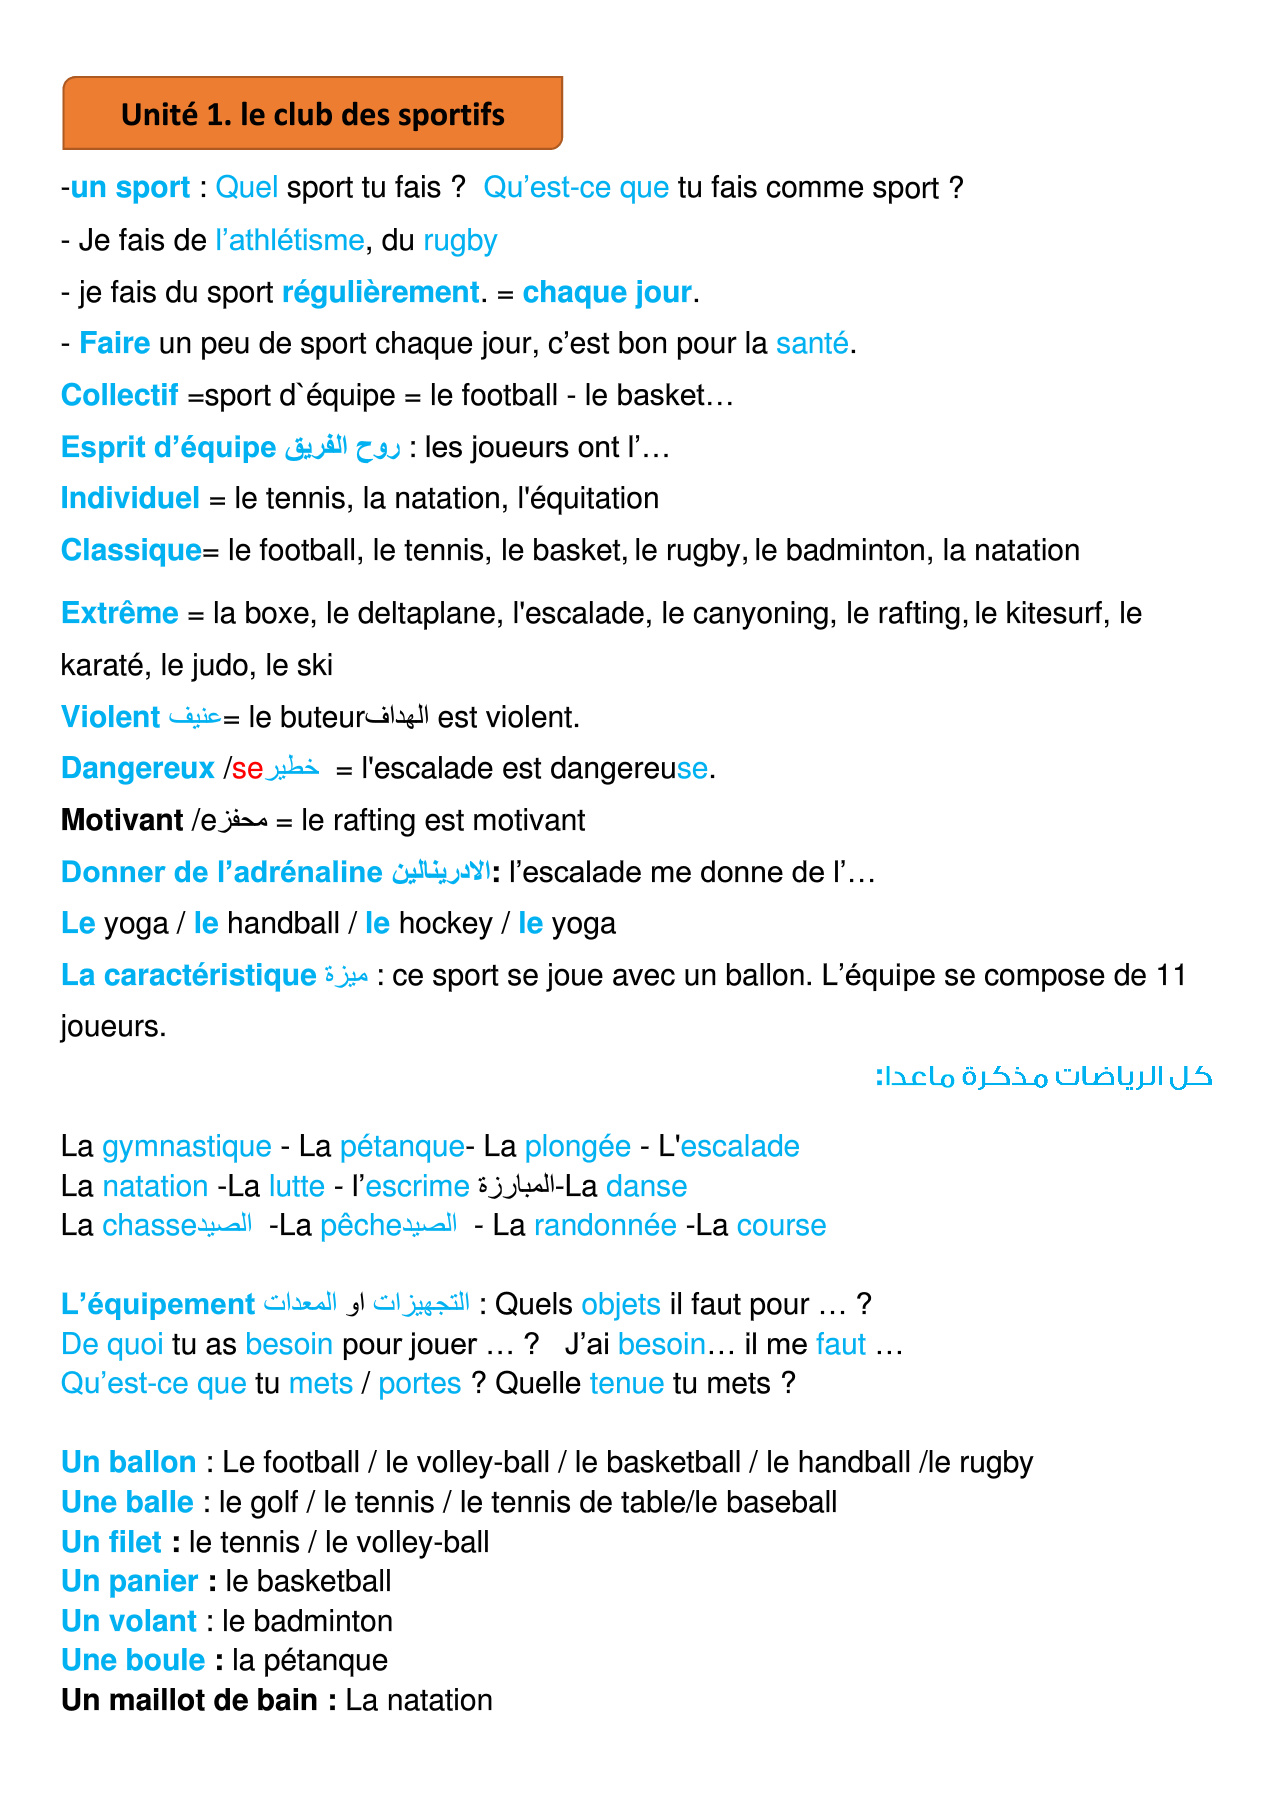 Unité 1. le club des sportifs
-un sport : Quel sport tu fais ? Qu’est-ce que tu fais comme sport ?
- Je fais de l’athlétisme, du rugby
- je fais du sport régulièrement. = chaque jour.
- Faire un peu de sport chaque jour, c’est bon pour la santé.
Collectif =sport d`équipe = le football - le basket…
Esprit d’équipe روح الفريق : les joueurs ont l’…
Individuel = le tennis, la natation, l'équitation
Classique= le football, le tennis, le basket, le rugby, le badminton, la natation
Extrême = la boxe, le deltaplane, l'escalade, le canyoning, le rafting, le kitesurf, le
karaté, le judo, le ski
Violent عنيف= le buteurالهداف est violent.
Dangereux /seخطير = l'escalade est dangereuse.
Motivant /eمحفز = le rafting est motivant
Donner de l’adrénaline الادرينالين: l’escalade me donne de l’…
Le yoga / le handball / le hockey / le yoga
La caractéristique ميزة : ce sport se joue avec un ballon. L’équipe se compose de 11
joueurs.
كل الرياضات مذكرة ماعدا:
La gymnastique - La pétanque- La plongée - L'escalade
La natation -La lutte - l’escrime المبارزة-La danse
La chasseالصيد -La pêcheالصيد - La randonnée -La course
L’équipement التجهيزات او المعدات : Quels objets il faut pour … ?
De quoi tu as besoin pour jouer … ? J’ai besoin… il me faut …
Qu’est-ce que tu mets / portes ? Quelle tenue tu mets ?
Un ballon : Le football / le volley-ball / le basketball / le handball /le rugby
Une balle : le golf / le tennis / le tennis de table/le baseball
Un filet : le tennis / le volley-ball
Un panier : le basketball
Un volant : le badminton
Une boule : la pétanque
Un maillot de bain : La natation